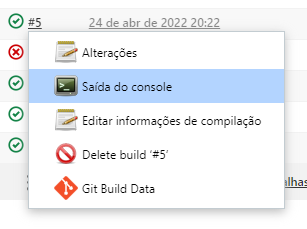 #5 24 de abr de 2022 20:22
Alterações
Saída do console
Editar informações de compilação
Delete build '#5'
Git Build Data
lhas